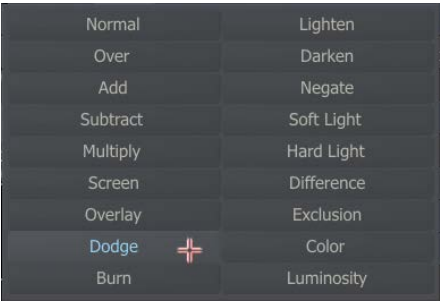 Normal Lighten
Over Darken
Add Negate
Subtract Soft Light
Multiply Hard Light
Screen Difference
Overlay Exclusion
Dodge Color
Burn Luminosity